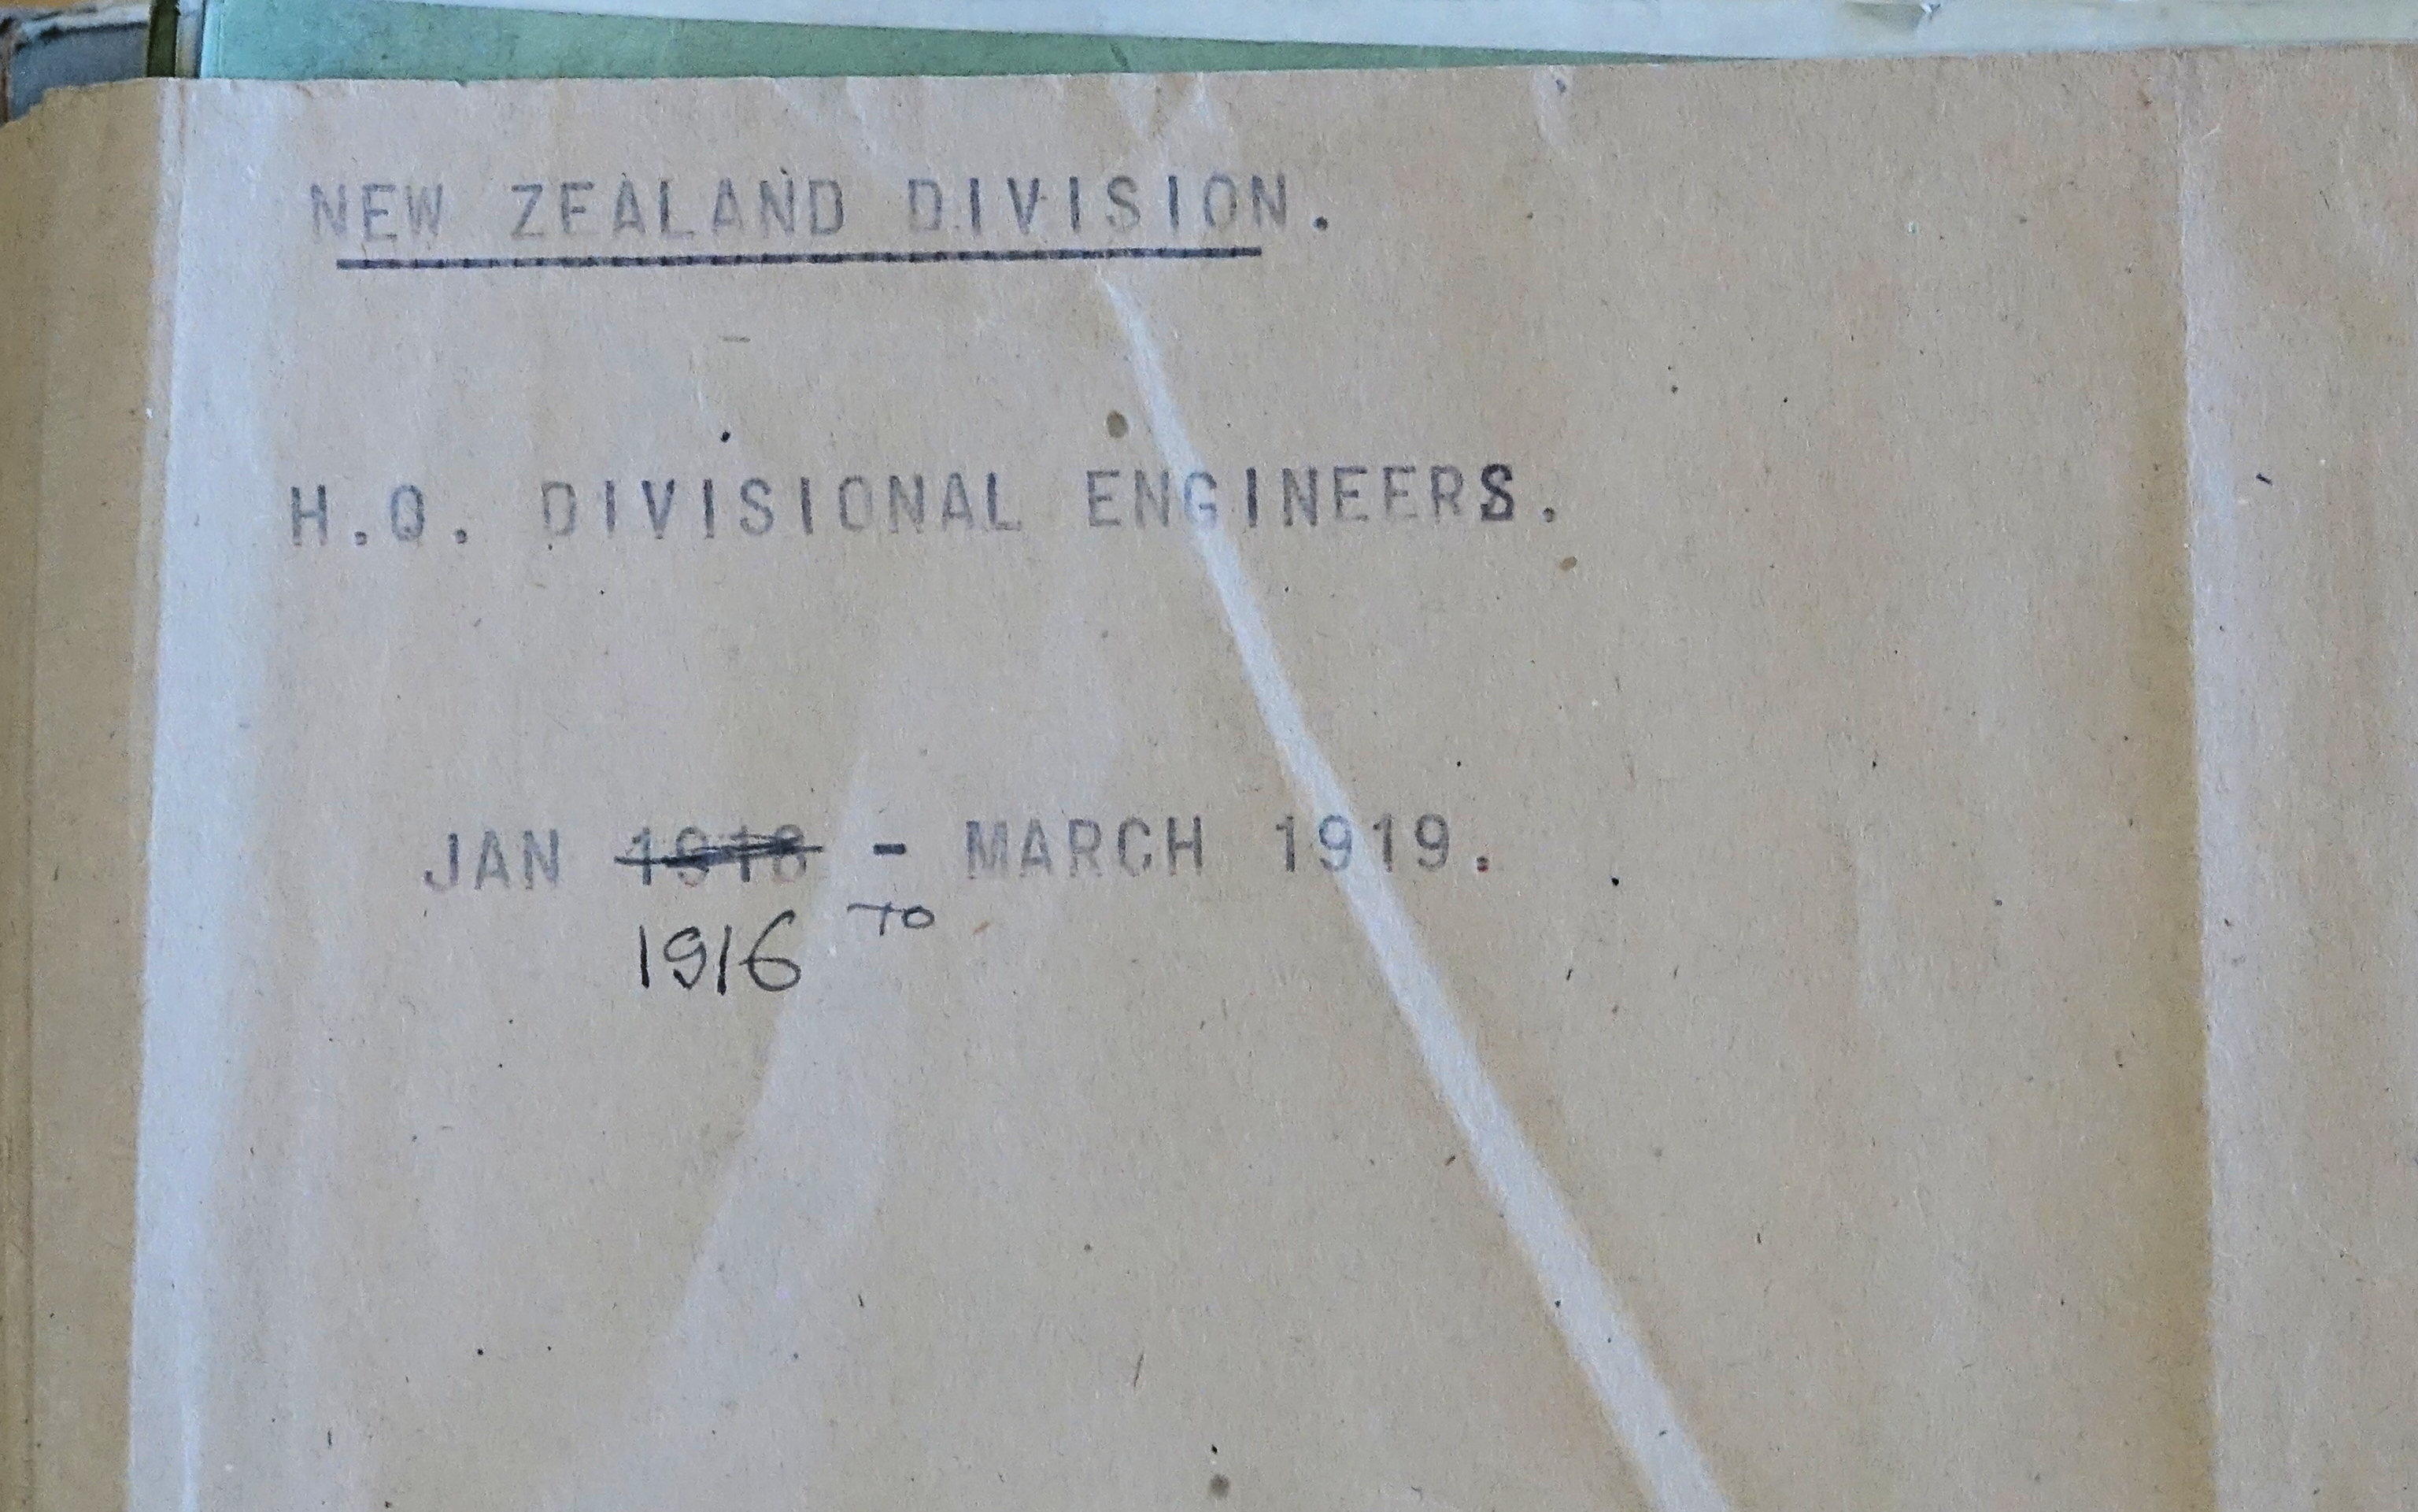 NEW ZEALAND DIVISION.
H.Q. DIVISIONAL ENGINEERS.
JAN 1918 - MARCH 1919.
1916 TO